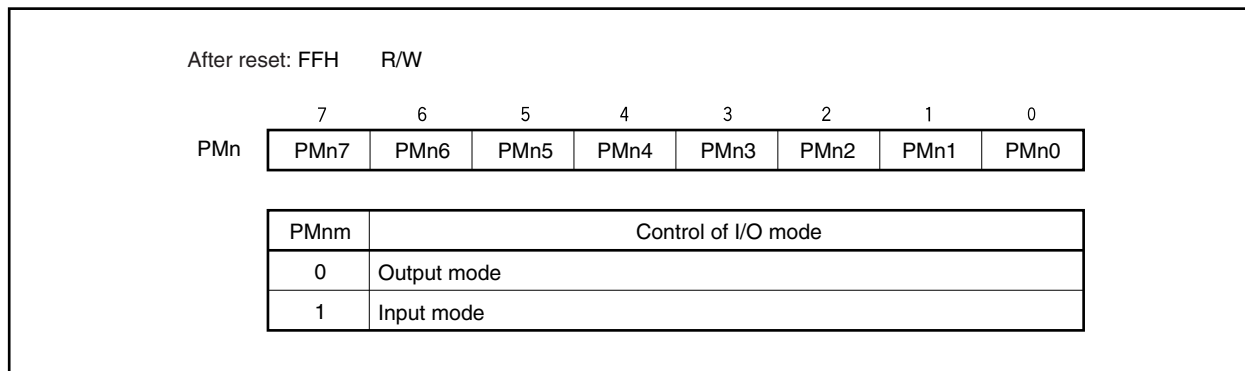 After reset: FFH R/W
7 6 5 4 3 2 1 0
PMn PMn7 PMn6 PMn5 PMn4 PMn3 PMn2 PMn1 PMn0
PMnm Control of I/O mode
0 Output mode
1 Input mode